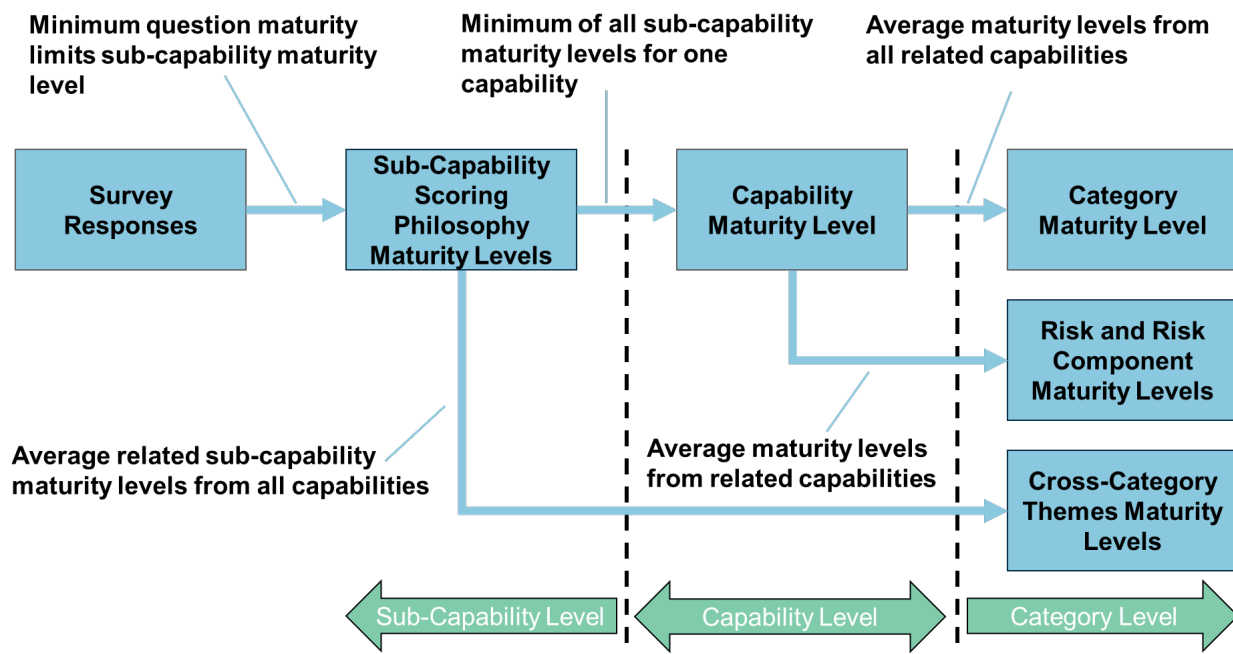 Minimum question maturity
limits sub-capability maturity
level
Minimum of all sub-capability
maturity levels for one
capability
Average maturity levels from
all related capabilities
Survey
Responses
Sub-Capability
Scoring
Philosophy
Maturity Levels
Capability
Maturity Level
Category
Maturity Level
Risk and Risk
Component
Maturity Levels
Average related sub-capability
maturity levels from all capabilities
Average maturity levels
from related capabilities
Cross-Category
Themes Maturity
Levels
Sub-Capability Level
Capability Level
Category Level